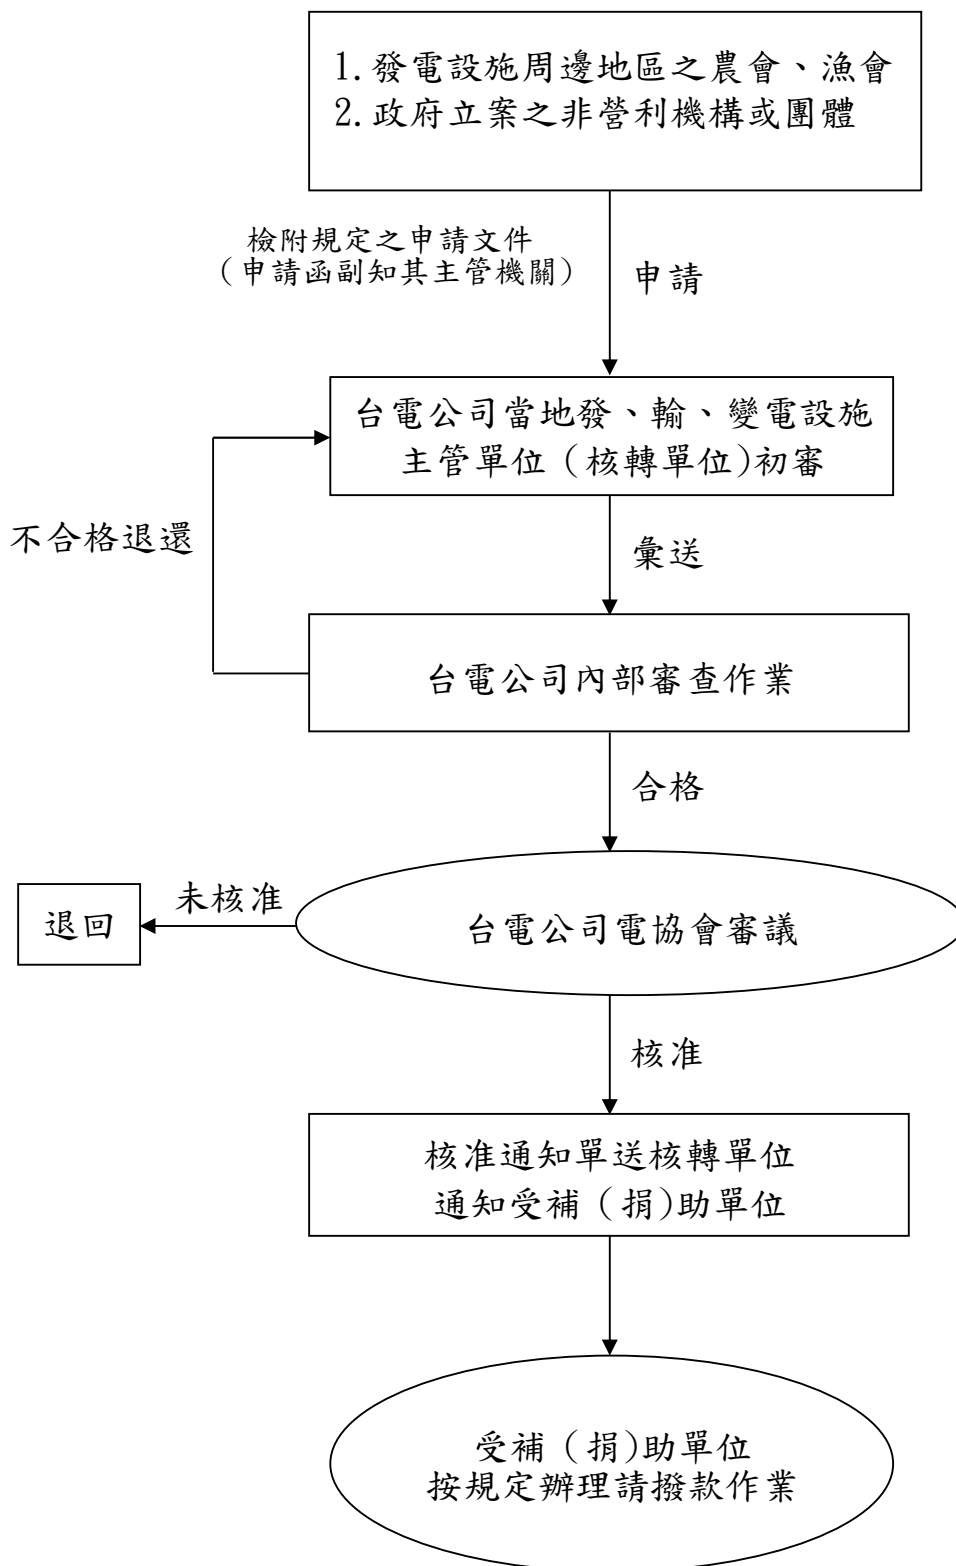 1.發電設施周邊地區之農會、漁會
2.政府立案之非營利機構或團體
檢附規定之申請文件
（申請函副知其主管機關）
申請
台電公司當地發、輸、變電設施
主管單位（核轉單位)初審
不合格退還
彙送
台電公司內部審查作業
合格
退回
未核准
台電公司電協會審議
核准
核准通知單送核轉單位
通知受補（捐)助單位
受補（捐)助單位
按規定辦理請撥款作業